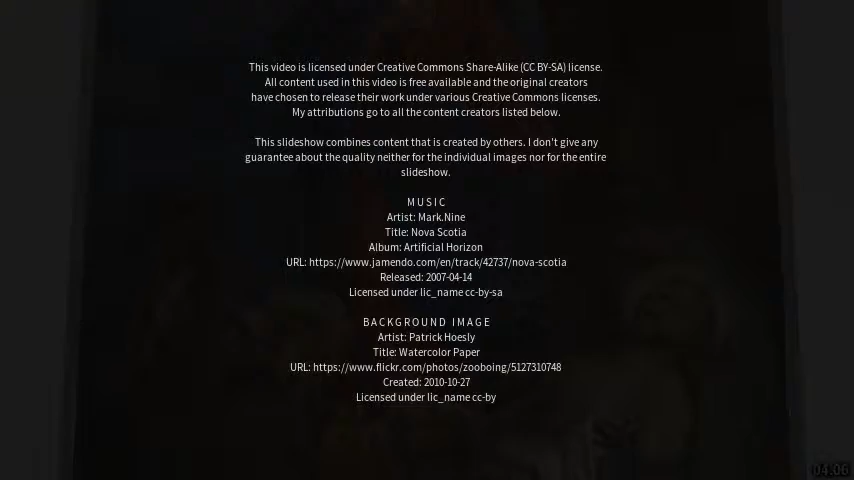 This video is licensed under Creative Commons Share-Alike (CC BY-SA) license.
All content used in this video is free available and the original creators
have chosen to release their work under various Creative Commons licenses.
My attributions go to all the content creators listed below.
This slideshow combines content that is created by others. I don't give any
guarantee about the quality neither for the individual images nor for the entire
slideshow.
MUSIC
Artist: Mark.Nine
Title: Nova Scotia
Album: Artificial Horizon
URL: https://www.jamendo.com/en/track/42737/nova-scotia
Released: 2007-04-14
Licensed under lic_name cc-by-sa
BACKGROUND IMAGE
Artist: Patrick Hoesly
Title: Watercolor Paper
URL: https://www.flickr.com/photos/zooboing/5127310748
Created: 2010-10-27
Licensed under lic_name cc-by
04:06